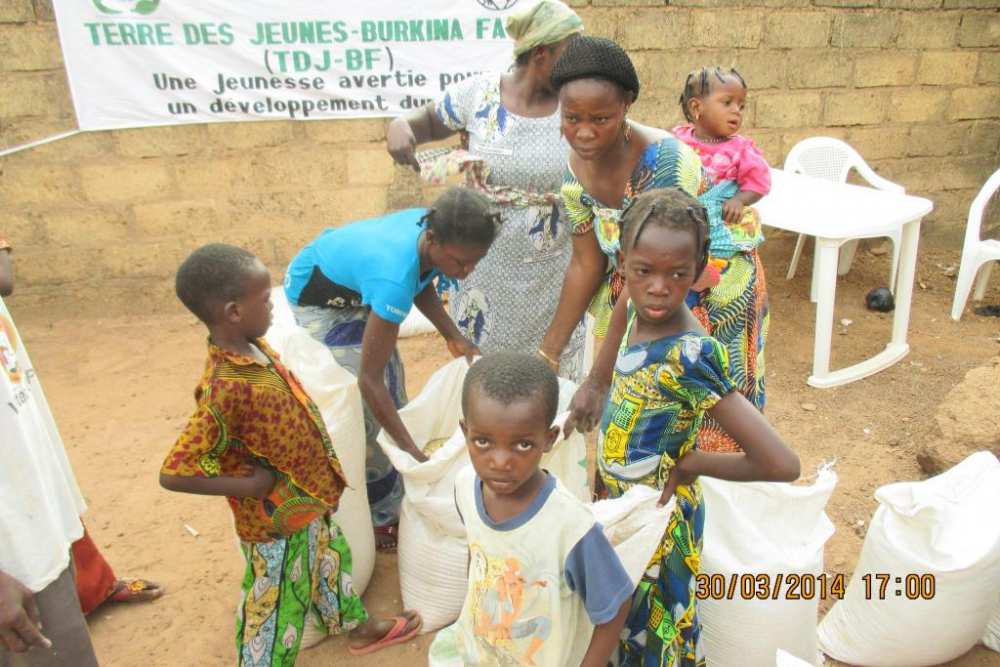 TERRE DES JEUNES-BURKINA FA
(TDJ-BF)
Une Jeunesse avertie pou
un développement du
30/03/2014 17:00